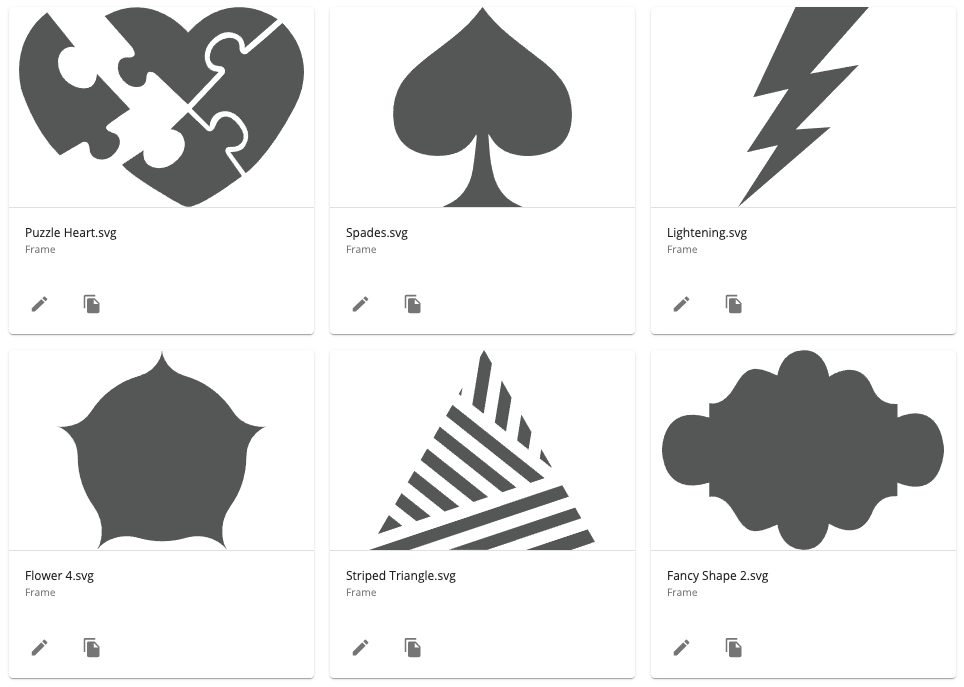 Puzzle Heart.svg
Frame
Spades.svg
Frame
Lightening.svg
Frame
Flower 4.svg
Frame
Striped Triangle.svg
Frame
Fancy Shape 2.svg
Frame